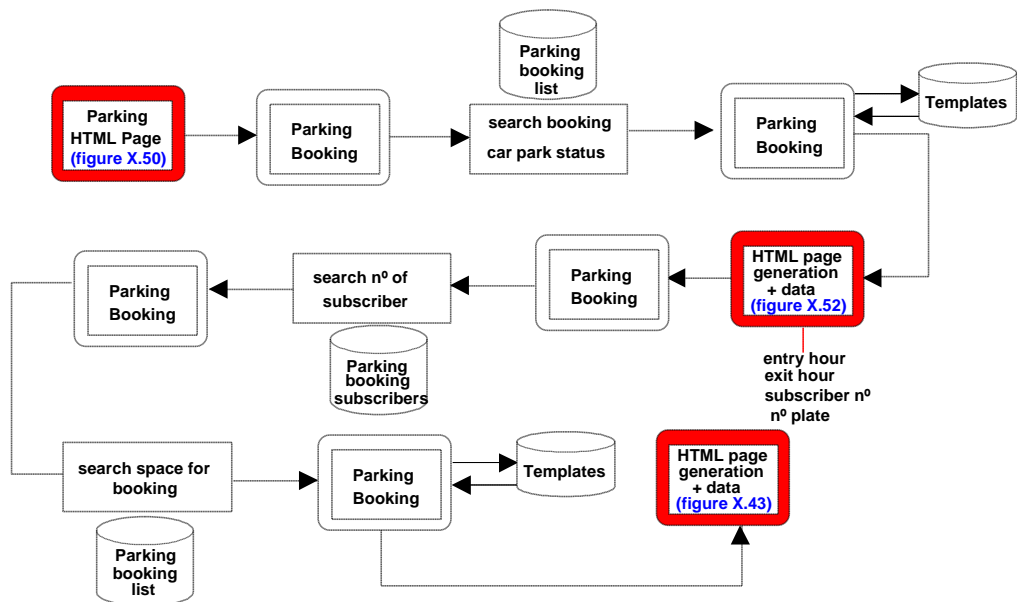 Parking
HTML Page
(figure X.50)
Parking
Booking
Parking
booking
list
search booking
car park status
Parking
Booking
Templates
Parking
Booking
search nº of
subscriber
Parking
booking
subscribers
Parking
Booking
HTML page
generation
+ data
(figure X.52)
entry hour
exit hour
subscriber nº
nº plate
search space for
booking
Parking
booking
list
Parking
Booking
Templates
HTML page
generation
+ data
(figure X.43)